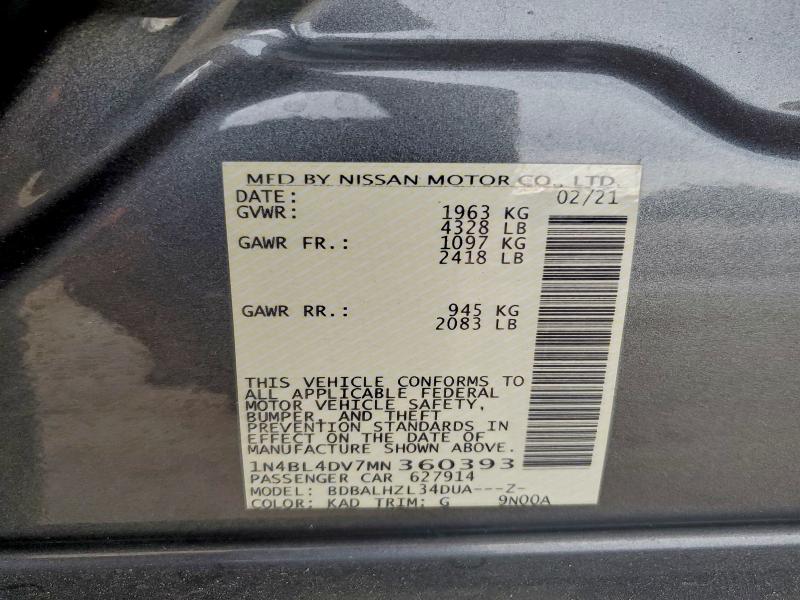 MFD BY NISSAN MOTOR CO., LTD.
DATE: 02/21
GVWR: 1963 KG
4328 LB
GAWR FR.: 1097 KG
2418 LB
GAWR RR.: 945 KG
2083 LB
THIS VEHICLE CONFORMS TO
ALL APPLICABLE FEDERAL
MOTOR VEHICLE SAFETY,
BUMPER, AND THEFT
PREVENTION STANDARDS IN
EFFECT ON THE DATE OF
MANUFACTURE SHOWN ABOVE.
1N4BL4DV7MN 360393
PASSENGER CAR 627914
MODEL: BDBALHZL34DUA---Z-
COLOR: KAD TRIM: G 9N00A